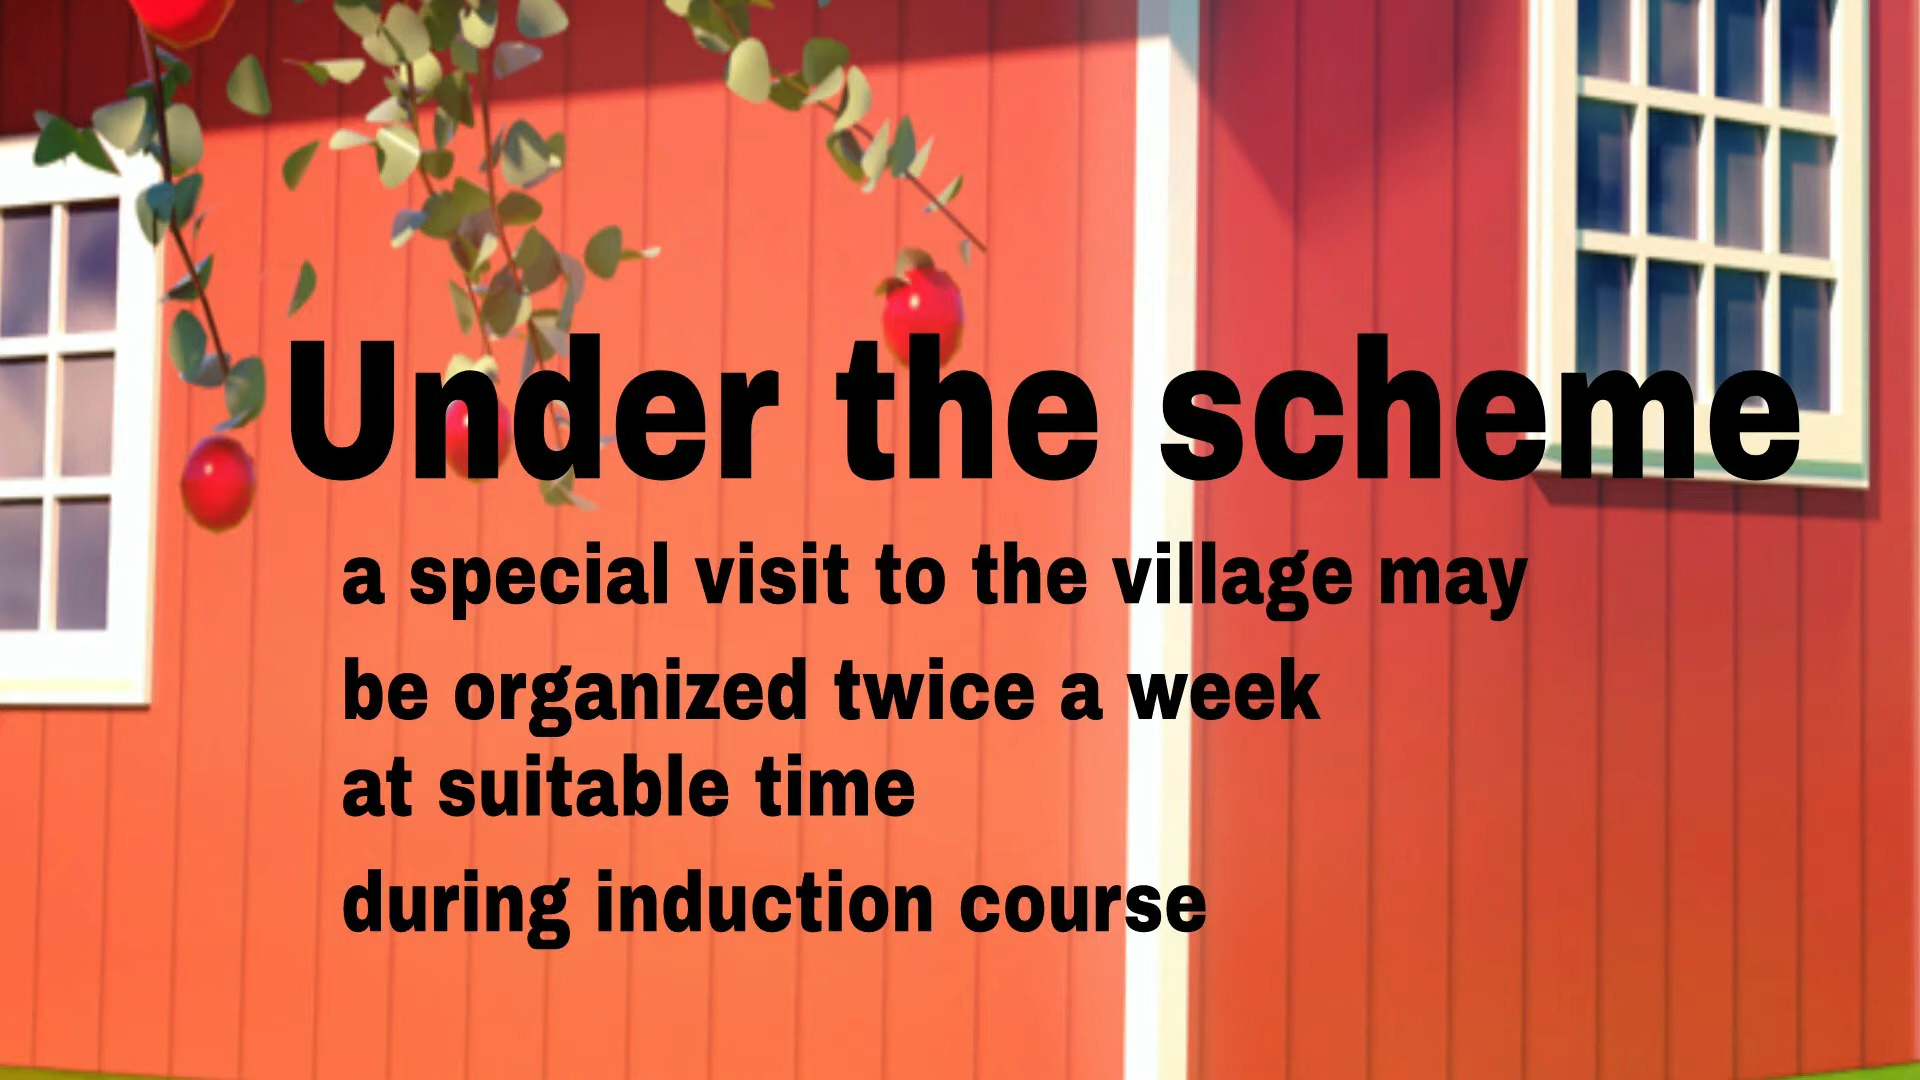 Under the scheme
a special visit to the village may
be organized twice a week
at suitable time
during induction course